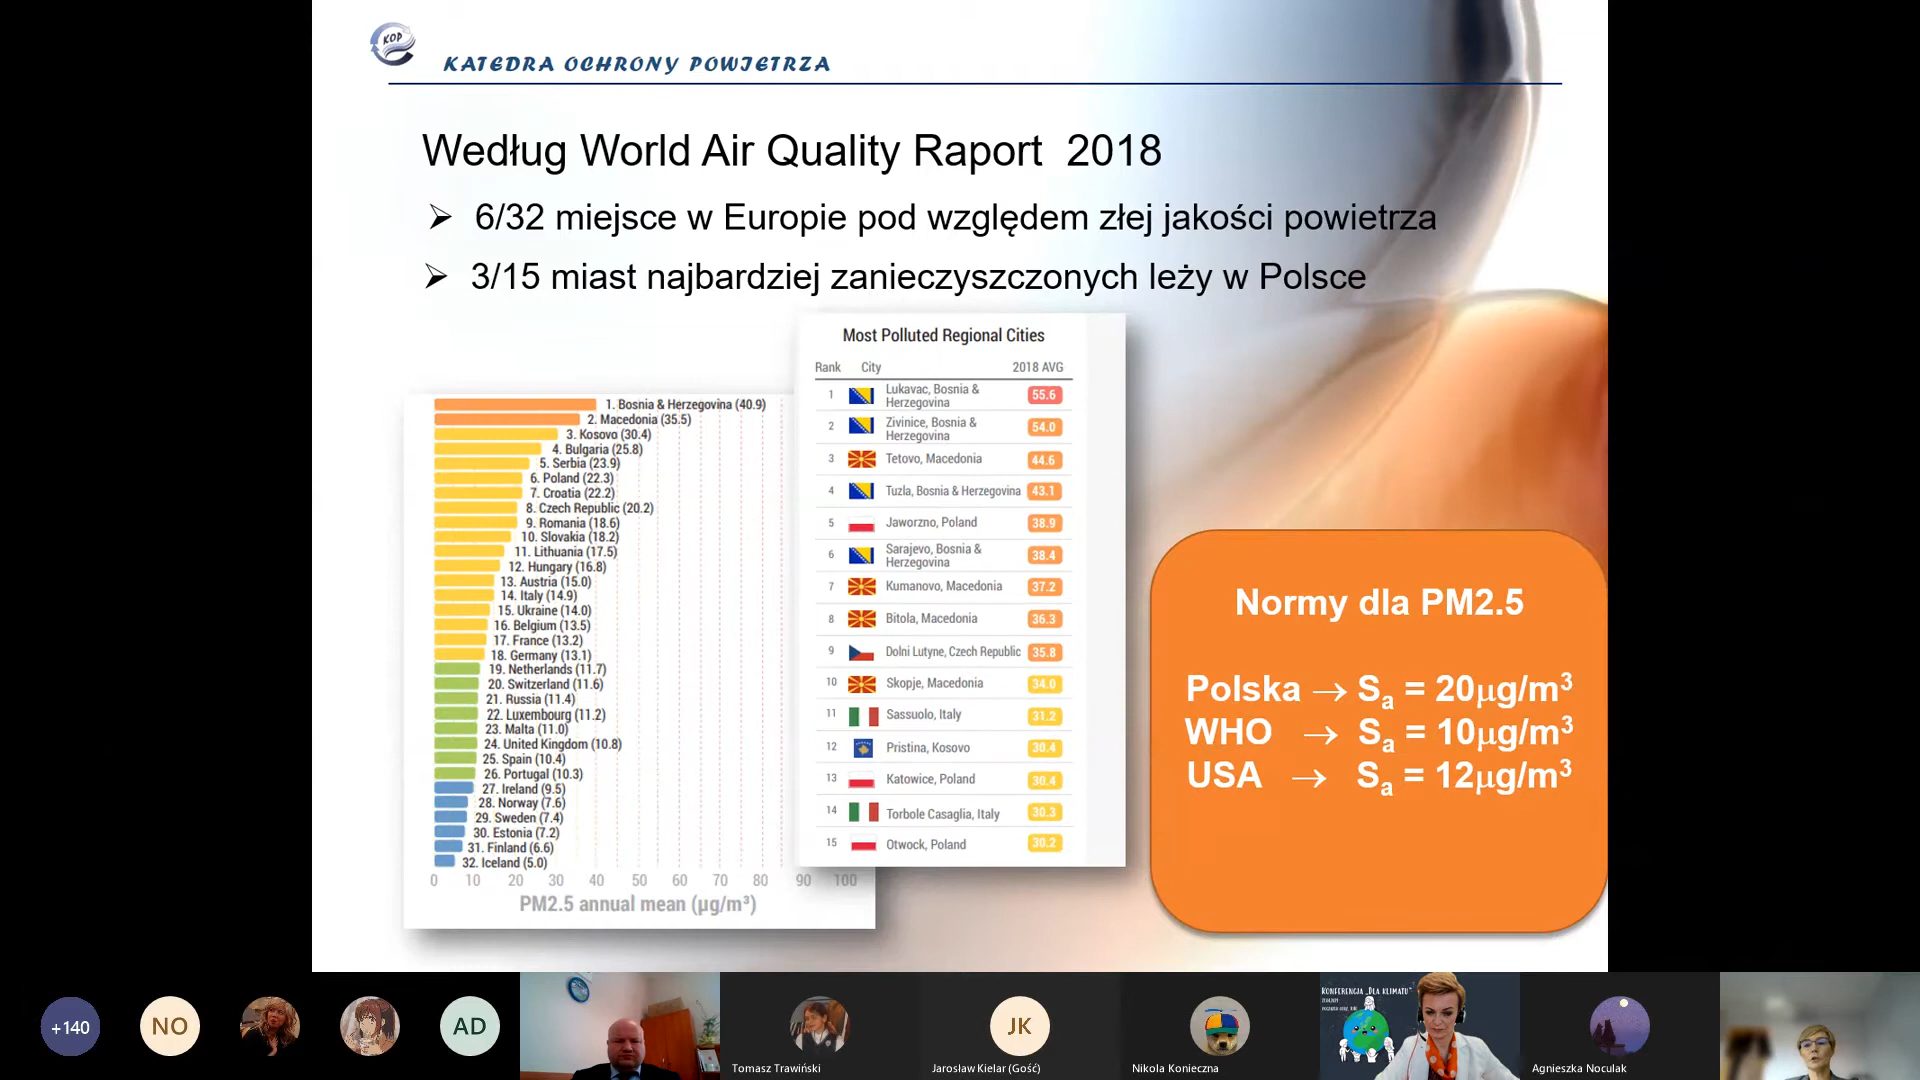 KOP
KATEDRA OCHRONY POWIETRZA
Według World Air Quality Raport 2018
➢ 6/32 miejsce w Europie pod względem złej jakości powietrza
➢ 3/15 miast najbardziej zanieczyszczonych leży w Polsce
1. Bosnia & Herzegovina (40.9)
2. Macedonia (35.5)
3. Kosovo (30.4)
4. Bulgaria (25.8)
5. Serbia (23.9)
6. Poland (22.3)
7. Croatia (22.2)
8. Czech Republic (20.2)
9. Romania (18.6)
10. Slovakia (18.2)
11. Lithuania (17.5)
12. Hungary (16.8)
13. Austria (15.0)
14. Italy (14.9)
15. Ukraine (14.0)
16. Belgium (13.5)
17. France (13.2)
18. Germany (13.1)
19. Netherlands (11.7)
20. Switzerland (11.6)
21. Russia (11.4)
22. Luxembourg (11.2)
23. Malta (11.0)
24. United Kingdom (10.8)
25. Spain (10.4)
26. Portugal (10.3)
27. Ireland (9.5)
28. Norway (7.6)
29. Sweden (7.4)
30. Estonia (7.2)
31. Finland (6.6)
32. Iceland (5.0)
0 10 20 30 40 50 60 70 80 90 100
PM2.5 annual mean (µg/m³)
Most Polluted Regional Cities
Rank City 2018 AVG
1 Lukavac, Bosnia & Herzegovina 55.6
2 Zivinice, Bosnia & Herzegovina 54.0
3 Tetovo, Macedonia 44.6
4 Tuzla, Bosnia & Herzegovina 43.1
5 Jaworzno, Poland 38.9
6 Sarajevo, Bosnia & Herzegovina 38.4
7 Kumanovo, Macedonia 37.2
8 Bitola, Macedonia 36.3
9 Dolni Lutyne, Czech Republic 35.8
10 Skopje, Macedonia 34.0
11 Sassuolo, Italy 31.2
12 Pristina, Kosovo 30.4
13 Katowice, Poland 30.4
14 Torbole Casaglia, Italy 30.3
15 Otwock, Poland 30.2
Normy dla PM2.5
Polska → Sa = 20µg/m³
WHO → Sa = 10µg/m³
USA → Sa = 12µg/m³
+140
NO
AD
Tomasz Trawiński
JK
Jarosław Kielar (Gość)
Nikola Konieczna
KONFERENCJA „DLA KLIMATU"
Agnieszka Noculak